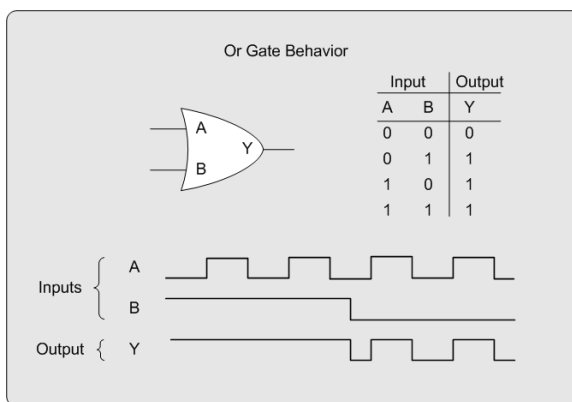 Or Gate Behavior
Input Output
A B Y
0 0 0
0 1 1
1 0 1
1 1 1
A
B
Y
Inputs
A
B
Output
Y